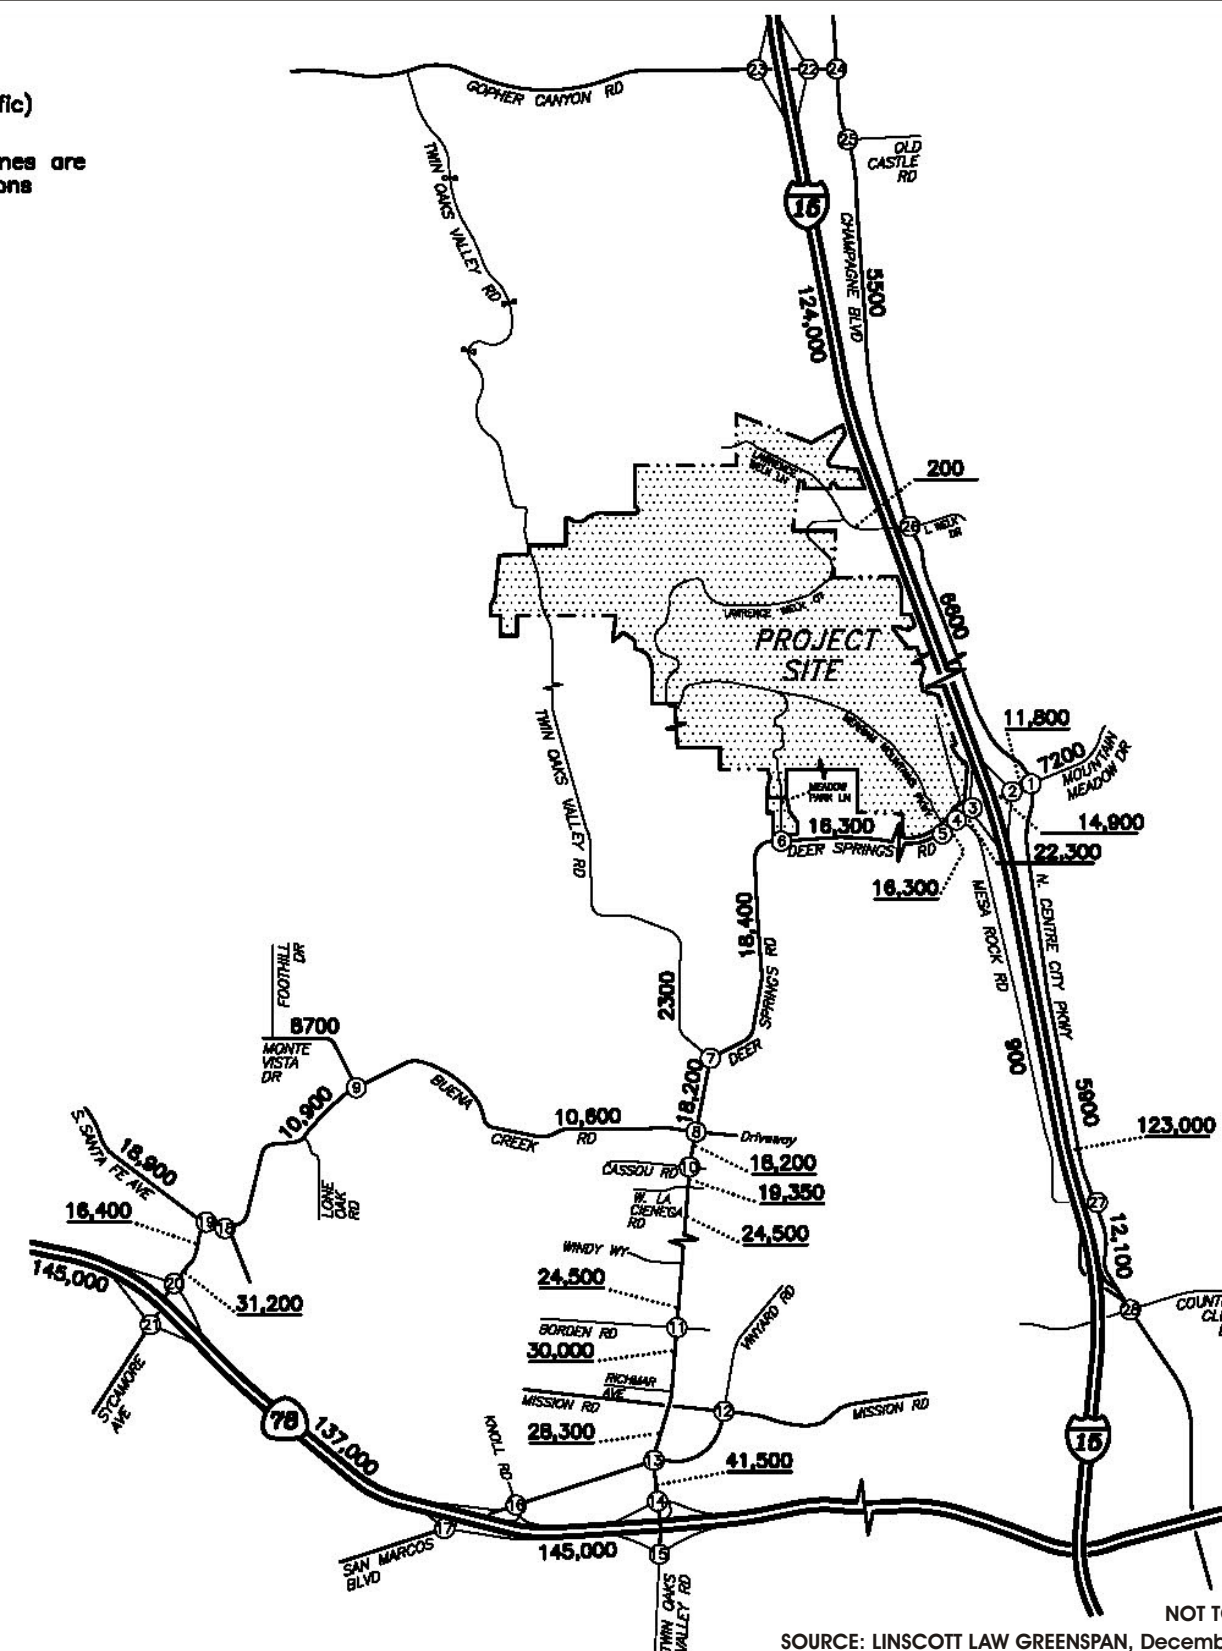 fic)
nes are
ons
GOPHER CANYON RD
23
22
24
25
OLD
CASTLE
RD
TWIN OAKS VALLEY RD
15
CHAMPAGNE BLVD
5500
124,000
LAWRENCE
WELK LN
200
26
L WELK
DR
6600
LAWRENCE WELK CT
PROJECT
SITE
11,800
7200
MOUNTAIN
MEADOW DR
1
2
3
4
5
6
MEADOW
PARK LN
14,900
16,300
DEER SPRINGS RD
22,300
16,300
TWIN OAKS VALLEY RD
MESA ROCK RD
N. CENTRE CITY PKWY
18,400
DEER SPRINGS RD
2300
FOOTHILL
DR
8700
MONTE
VISTA
DR
7
900
5900
9
BUENA CREEK RD
18,200
10,900
10,600
8
Driveway
123,000
S. SANTA FE AVE
18,900
LONE
OAK
RD
CASSOU RD
10
18,200
W. LA
CIENEGA
RD
19,350
16,400
19
18
24,500
27
12,100
WINDY WY
145,000
20
24,500
31,200
VINYARD RD
21
BORDEN RD
11
28
COUNT
CL
30,000
SYCAMORE
AVE
RICHMAR
AVE
MISSION RD
12
MISSION RD
78
137,000
KNOLL RD
28,300
15
13
41,500
16
14
17
SAN MARCOS
BLVD
145,000
15
TWIN OAKS
VALLEY RD
NOT T
SOURCE: LINSCOTT LAW GREENSPAN, Decemb